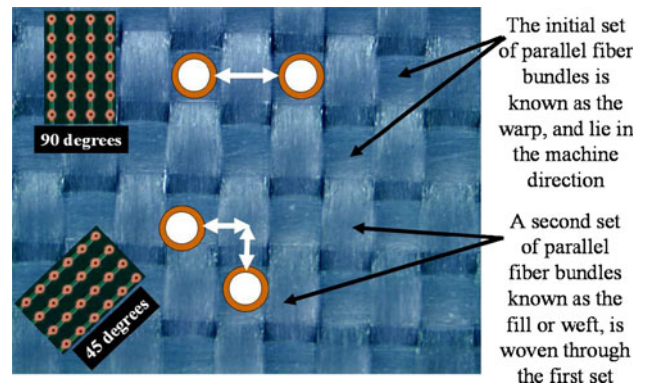 90 degrees
45 degrees
The initial set
of parallel fiber
bundles is
known as the
warp, and lie in
the machine
direction
A second set
of parallel
fiber bundles
known as the
fill or weft, is
woven through
the first set